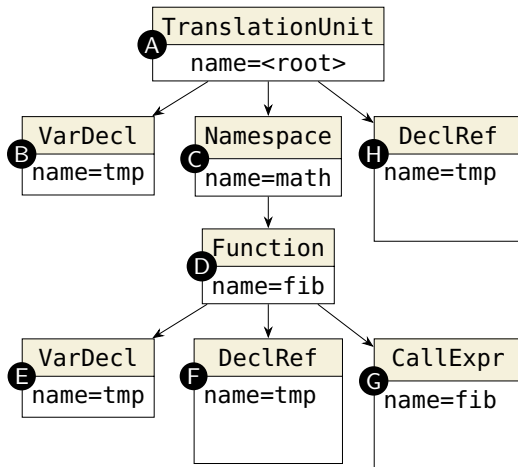 TranslationUnit
A
name=<root>
VarDecl
B
name=tmp
Namespace
C
name=math
DeclRef
H
name=tmp
Function
D
name=fib
VarDecl
E
name=tmp
DeclRef
F
name=tmp
CallExpr
G
name=fib